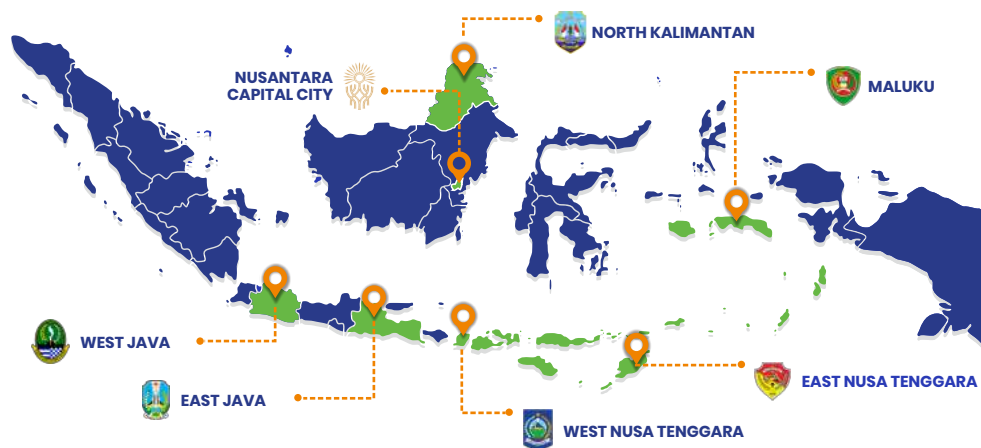 NORTH KALIMANTAN
NUSANTARA
CAPITAL CITY
MALUKU
WEST JAVA
EAST JAVA
WEST NUSA TENGGARA
EAST NUSA TENGGARA